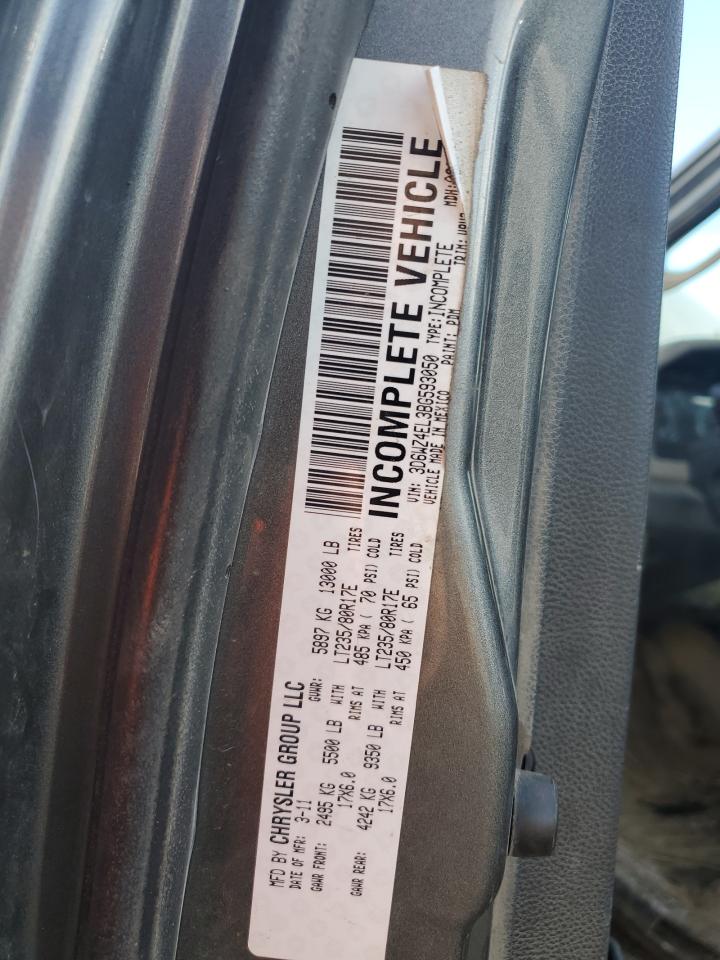 MFD BY CHRYSLER GROUP LLC
DATE OF MFR: 3-11 GVWR: 5897 KG 13000 LB
GAWR FRONT: 2495 KG 5500 LB WITH LT235/80R17E TIRES
17X6.0 RIMS AT 485 KPA ( 70 PSI) COLD
GAWR REAR: 4242 KG 9350 LB WITH LT235/80R17E TIRES
17X6.0 RIMS AT 450 KPA ( 65 PSI) COLD
INCOMPLETE VEHICLE
VIN: 3D6WZ4EL3BG593050 TYPE: INCOMPLETE
VEHICLE MADE IN MEXICO PAINT: PDM TRIM:
MDH: